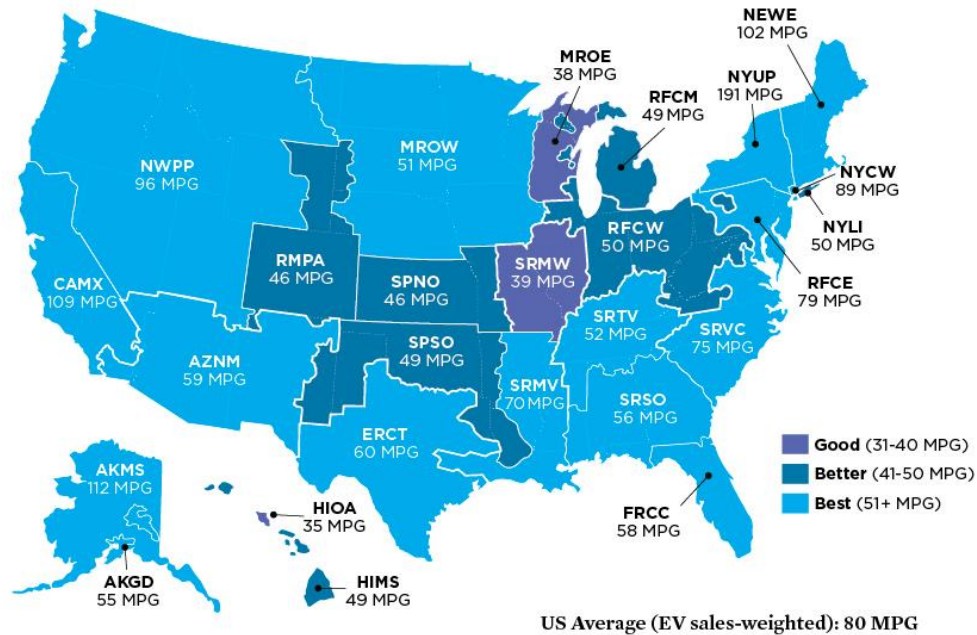 NEWE
102 MPG
MROE
38 MPG
NYUP
191 MPG
RFCM
49 MPG
MROW
51 MPG
NWPP
96 MPG
NYCW
89 MPG
NYLI
50 MPG
RFCW
50 MPG
RMPA
46 MPG
SRMW
39 MPG
SPNO
46 MPG
RFCE
79 MPG
CAMX
109 MPG
SRTV
52 MPG
SRVC
75 MPG
SPSO
49 MPG
AZNM
59 MPG
SRMV
70 MPG
SRSO
56 MPG
ERCT
60 MPG
Good (31-40 MPG)
Better (41-50 MPG)
Best (51+ MPG)
AKMS
112 MPG
HIOA
35 MPG
FRCC
58 MPG
AKGD
55 MPG
HIMS
49 MPG
US Average (EV sales-weighted): 80 MPG